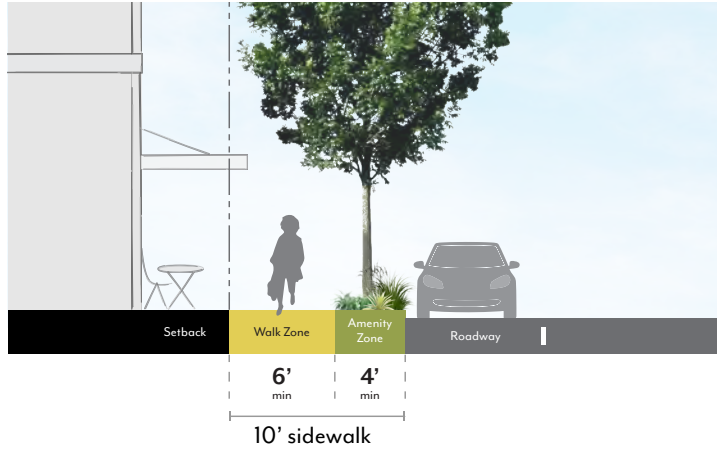 Setback
Walk Zone
Amenity
Zone
Roadway
6’
min
4’
min
10’ sidewalk